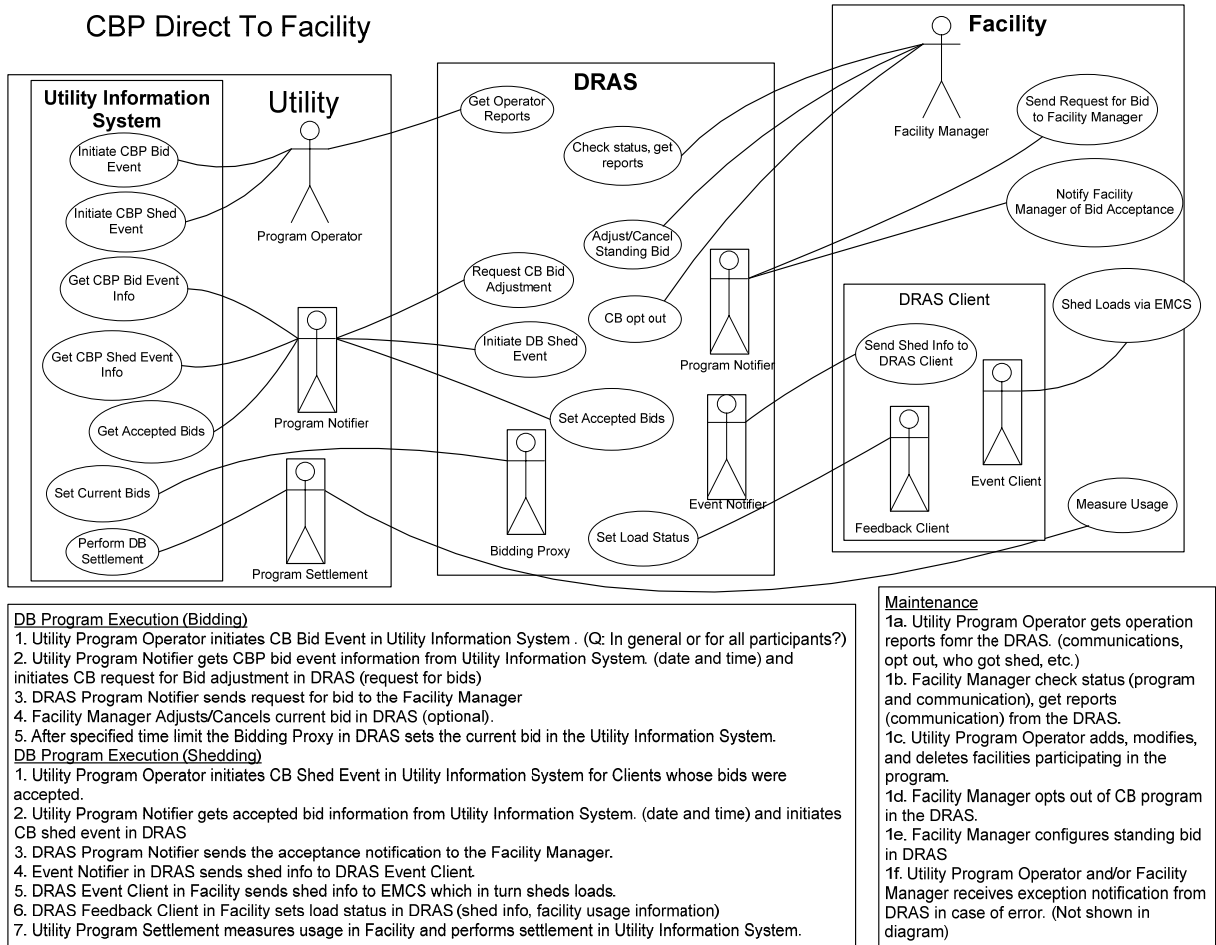 CBP Direct To Facility
Utility Information
System
Utility
Initiate CBP Bid
Event
Initiate CBP Shed
Event
Get CBP Bid Event
Info
Get CBP Shed Event
Info
Get Accepted Bids
Set Current Bids
Perform DB
Settlement
Program Operator
Program Notifier
Program Settlement
DRAS
Get Operator
Reports
Check status, get
reports
Adjust/Cancel
Standing Bid
Request CB Bid
Adjustment
CB opt out
Initiate DB Shed
Event
Program Notifier
Set Accepted Bids
Event Notifier
Bidding Proxy
Set Load Status
Facility
Facility Manager
Send Request for Bid
to Facility Manager
Notify Facility
Manager of Bid Acceptance
DRAS Client
Shed Loads via EMCS
Send Shed Info to
DRAS Client
Event Client
Feedback Client
Measure Usage
DB Program Execution (Bidding)
1. Utility Program Operator initiates CB Bid Event in Utility Information System . (Q: In general or for all participants?)
2. Utility Program Notifier gets CBP bid event information from Utility Information System. (date and time) and
initiates CB request for Bid adjustment in DRAS (request for bids)
3. DRAS Program Notifier sends request for bid to the Facility Manager
4. Facility Manager Adjusts/Cancels current bid in DRAS (optional).
5. After specified time limit the Bidding Proxy in DRAS sets the current bid in the Utility Information System.
DB Program Execution (Shedding)
1. Utility Program Operator initiates CB Shed Event in Utility Information System for Clients whose bids were
accepted.
2. Utility Program Notifier gets accepted bid information from Utility Information System. (date and time) and initiates
CB shed event in DRAS
3. DRAS Program Notifier sends the acceptance notification to the Facility Manager.
4. Event Notifier in DRAS sends shed info to DRAS Event Client.
5. DRAS Event Client in Facility sends shed info to EMCS which in turn sheds loads.
6. DRAS Feedback Client in Facility sets load status in DRAS (shed info, facility usage information)
7. Utility Program Settlement measures usage in Facility and performs settlement in Utility Information System.
Maintenance
1a. Utility Program Operator gets operation
reports fomr the DRAS. (communications,
opt out, who got shed, etc.)
1b. Facility Manager check status (program
and communication), get reports
(communication) from the DRAS.
1c. Utility Program Operator adds, modifies,
and deletes facilities participating in the
program.
1d. Facility Manager opts out of CB program
in the DRAS.
1e. Facility Manager configures standing bid
in DRAS
1f. Utility Program Operator and/or Facility
Manager receives exception notification from
DRAS in case of error. (Not shown in
diagram)